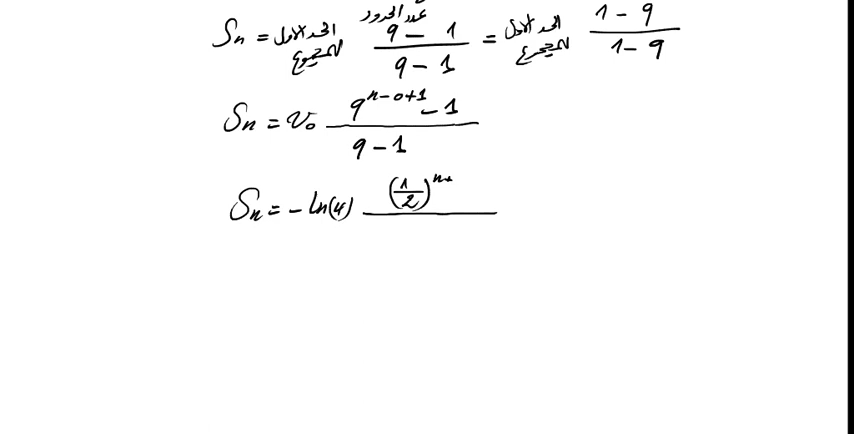 Sₙ = الحد الأول للمجموع (q^عدد الحدود − 1)/(q − 1) = الحد الأول للمجموع (1 − q)/(1 − q)
Sₙ = v₀ (q^(n−0+1) − 1)/(q − 1)
Sₙ = − ln(4) (1/2)^(n+